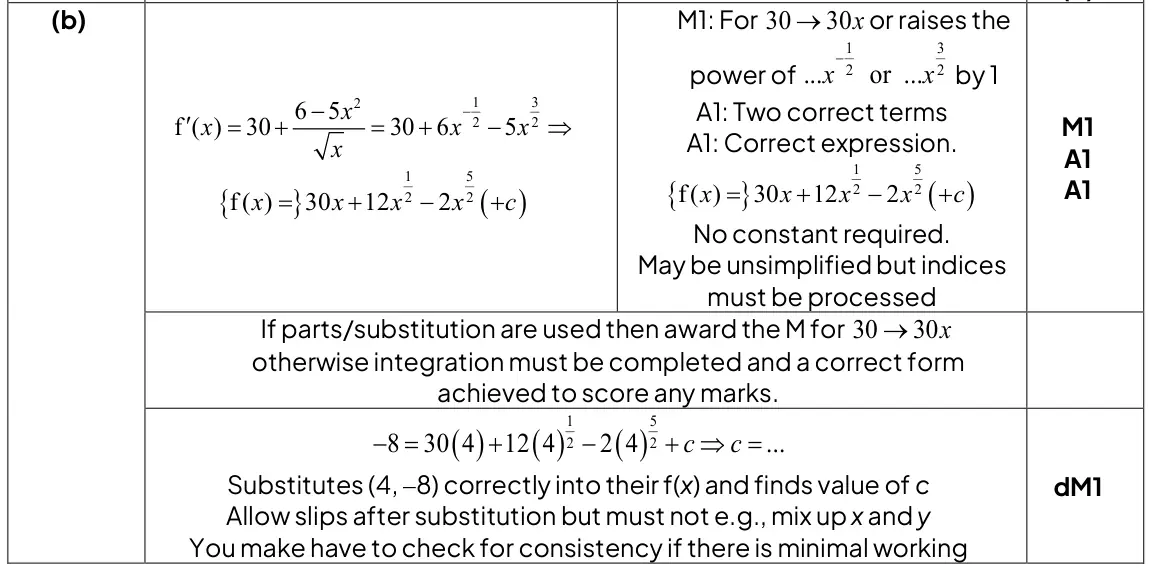 (b)
f′(x) = 30 + (6 − 5x²)/√x = 30 + 6x^(−1/2) − 5x^(3/2) ⇒
{f(x) =} 30x + 12x^(1/2) − 2x^(5/2) (+c)
M1: For 30 → 30x or raises the
power of ...x^(−1/2) or ...x^(3/2) by 1
A1: Two correct terms
A1: Correct expression.
{f(x) =} 30x + 12x^(1/2) − 2x^(5/2) (+c)
No constant required.
May be unsimplified but indices
must be processed
M1
A1
A1
If parts/substitution are used then award the M for 30 → 30x
otherwise integration must be completed and a correct form
achieved to score any marks.
−8 = 30(4) + 12(4)^(1/2) − 2(4)^(5/2) + c ⇒ c = ...
Substitutes (4, −8) correctly into their f(x) and finds value of c
Allow slips after substitution but must not e.g., mix up x and y
You make have to check for consistency if there is minimal working
dM1